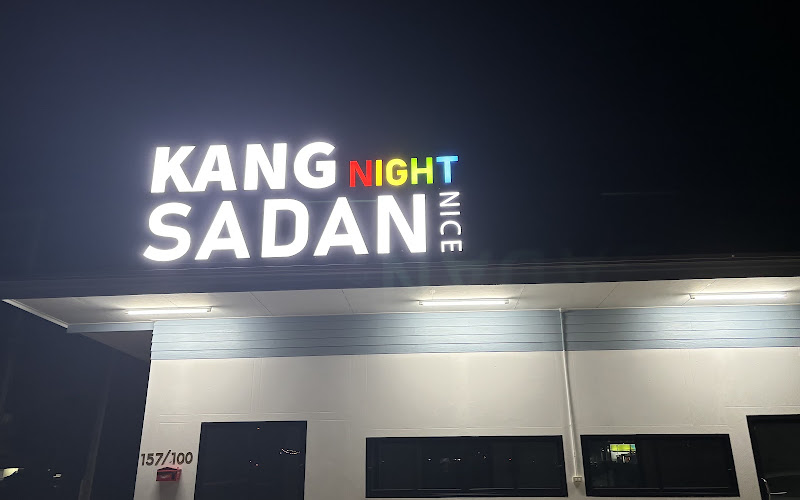 KANG NIGHT
SADAN NICE
157/100